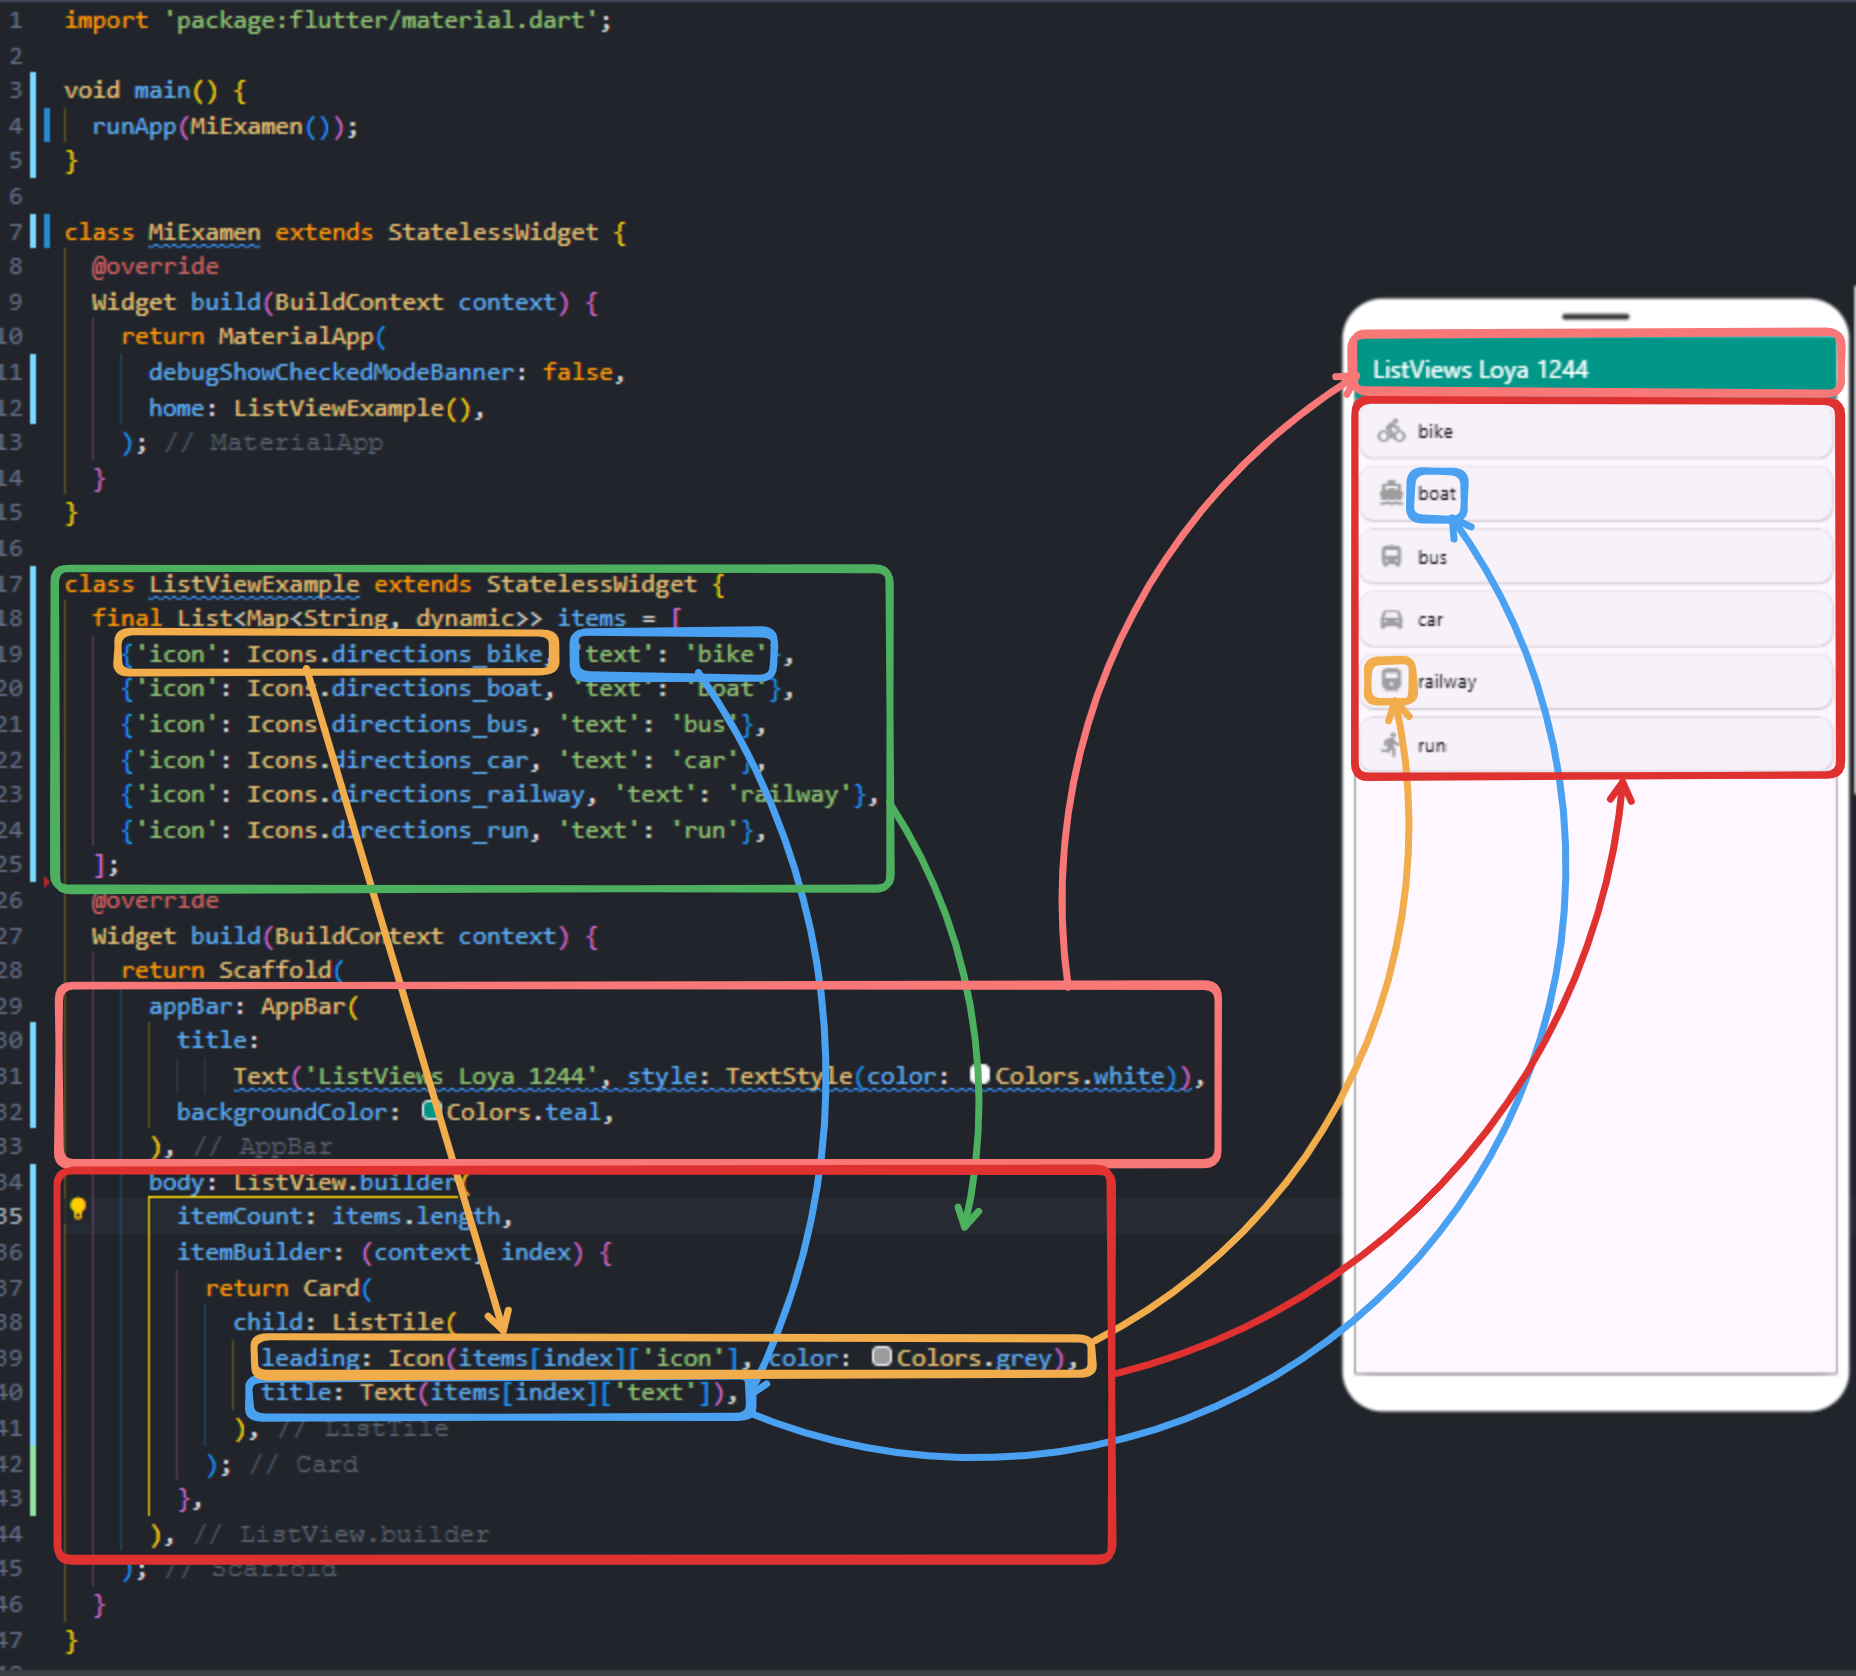 1 import 'package:flutter/material.dart';
2
3 void main() {
4 runApp(MiExamen());
5 }
6
7 class MiExamen extends StatelessWidget {
8 @override
9 Widget build(BuildContext context) {
10 return MaterialApp(
11 debugShowCheckedModeBanner: false,
12 home: ListViewExample(),
13 ); // MaterialApp
14 }
15 }
16
17 class ListViewExample extends StatelessWidget {
18 final List<Map<String, dynamic>> items = [
19 {'icon': Icons.directions_bike, 'text': 'bike'},
20 {'icon': Icons.directions_boat, 'text': 'boat'},
21 {'icon': Icons.directions_bus, 'text': 'bus'},
22 {'icon': Icons.directions_car, 'text': 'car'},
23 {'icon': Icons.directions_railway, 'text': 'railway'},
24 {'icon': Icons.directions_run, 'text': 'run'},
25 ];
26 @override
27 Widget build(BuildContext context) {
28 return Scaffold(
29 appBar: AppBar(
30 title:
31 Text('ListViews Loya 1244', style: TextStyle(color: Colors.white)),
32 backgroundColor: Colors.teal,
33 ), // AppBar
34 body: ListView.builder(
35 itemCount: items.length,
36 itemBuilder: (context, index) {
37 return Card(
38 child: ListTile(
39 leading: Icon(items[index]['icon'], color: Colors.grey),
40 title: Text(items[index]['text']),
41 ), // ListTile
42 ); // Card
43 },
44 ), // ListView.builder
45 ); // Scaffold
46 }
47 }
ListViews Loya 1244
bike
boat
bus
car
railway
run